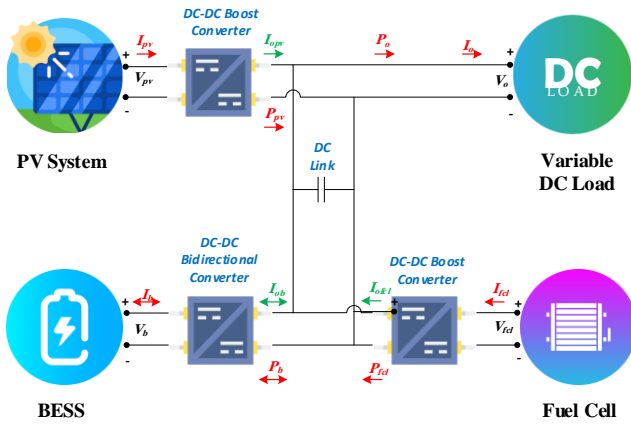 DC-DC Boost
Converter
I_pv
I_opv
P_o
I_o
+
+
V_pv
V_o
DC
LOAD
-
-
P_pv
PV System
DC
Link
Variable
DC Load
DC-DC
Bidirectional
Converter
DC-DC Boost
Converter
I_b
I_ob
I_ofcl
I_fcl
+
+
+
V_b
V_fcl
-
-
P_b
P_fcl
BESS
Fuel Cell